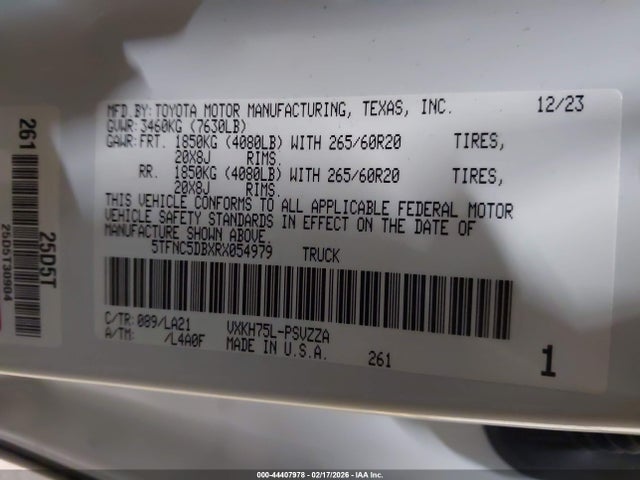 MFD BY:TOYOTA MOTOR MANUFACTURING, TEXAS, INC. 12/23
GVWR:3460KG (7630LB)
GAWR:FRT. 1850KG (4080LB) WITH 265/60R20 TIRES,
20X8J RIMS,
RR. 1850KG (4080LB) WITH 265/60R20 TIRES,
20X8J RIMS,
THIS VEHICLE CONFORMS TO ALL APPLICABLE FEDERAL MOTOR
VEHICLE SAFETY STANDARDS IN EFFECT ON THE DATE OF
MANUFACTURE SHOWN ABOVE.
5TFNC5DBXRX054979 TRUCK
C/TR:089/LA21 VXKH75L-PSVZZA
A/TM: /L4A0F MADE IN U.S.A. 261 1
261 25D5T
25D5T30904
000-44407978 - 02/17/2026 - IAA Inc.